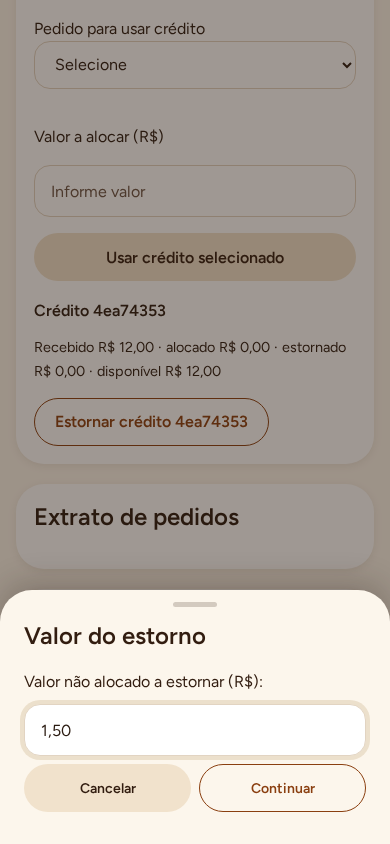 Pedido para usar crédito
Selecione
Valor a alocar (R$)
Informe valor
Usar crédito selecionado
Crédito 4ea74353
Recebido R$ 12,00 · alocado R$ 0,00 · estornado
R$ 0,00 · disponível R$ 12,00
Estornar crédito 4ea74353
Extrato de pedidos
Valor do estorno
Valor não alocado a estornar (R$):
1,50
Cancelar
Continuar